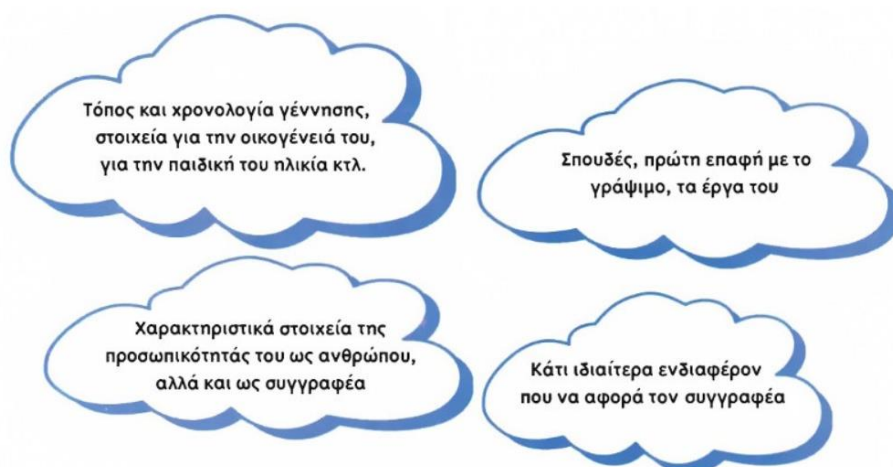 Τόπος και χρονολογία γέννησης,
στοιχεία για την οικογένειά του,
για την παιδική του ηλικία κτλ.
Σπουδές, πρώτη επαφή με το
γράψιμο, τα έργα του
Χαρακτηριστικά στοιχεία της
προσωπικότητάς του ως ανθρώπου,
αλλά και ως συγγραφέα
Κάτι ιδιαίτερα ενδιαφέρον
που να αφορά τον συγγραφέα